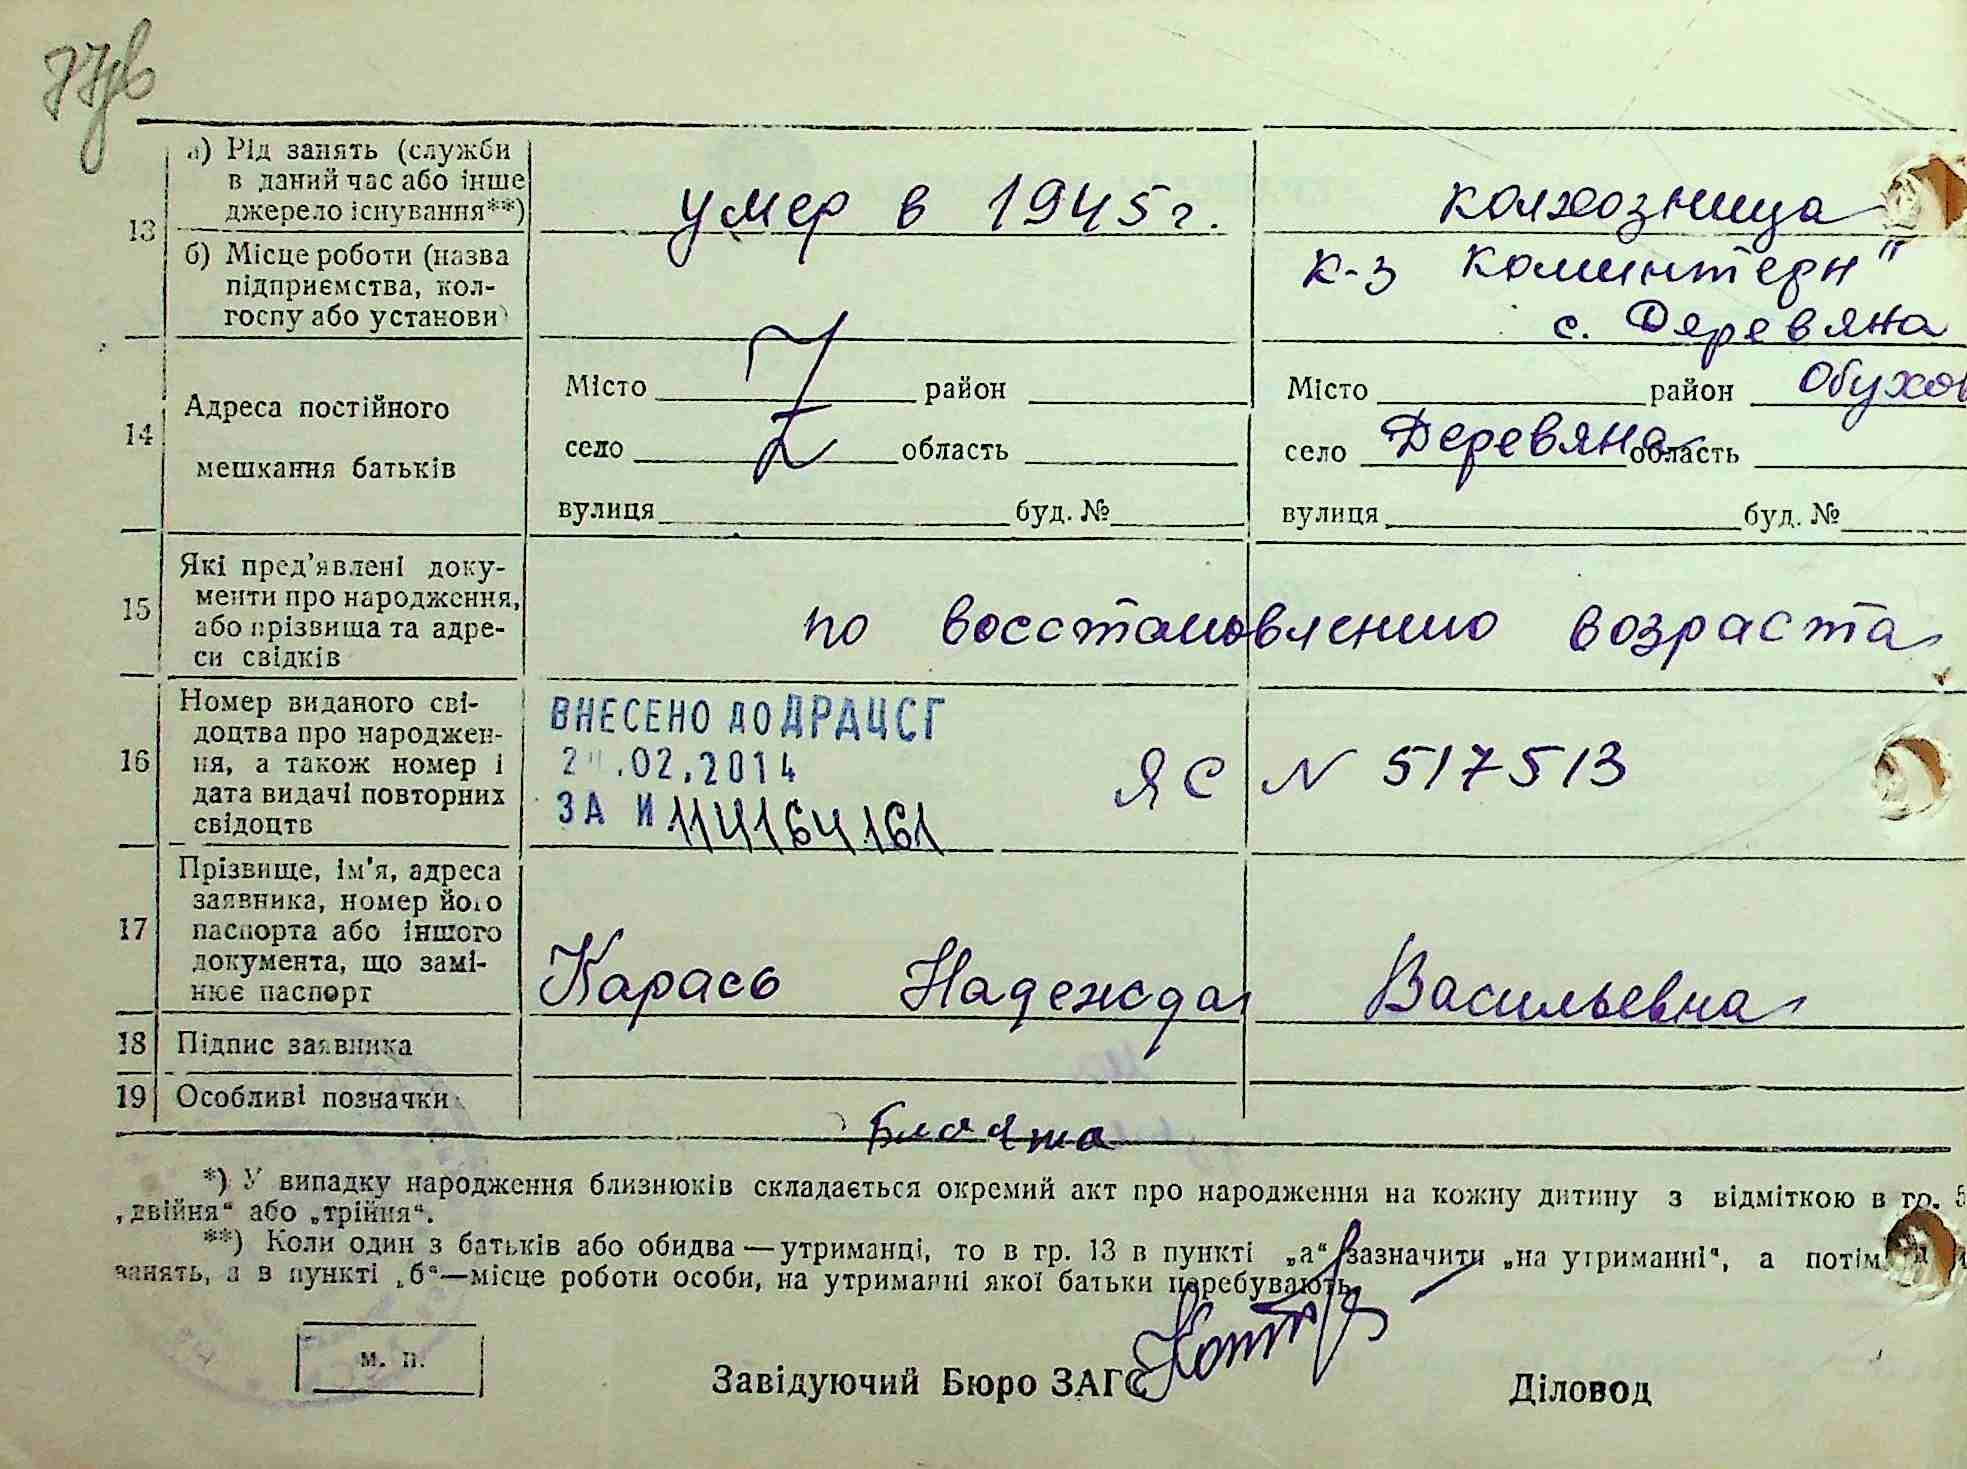 а) Рід занять (служби умер в 1945 г. колхозница
в даний час або інше
джерело існування**)
13
б) Місце роботи (назва к-з Коминтерн"
підприємства, кол-
госпу або установи) с. Деревяна
14 Адреса постійного мешкання батьків
Місто район Місто район Обухов
село область село Деревяна область
вулиця буд. № вулиця буд. №
15 Які пред'явлені доку-
менти про народження,
або прізвища та адре- по восстановлению возраста
си свідків
16 Номер виданого сві- ВНЕСЕНО ДО ДРАЦСГ
доцтва про народжен- .02.2014 ЯС N 517513
ня, а також номер і ЗА И 114164161
дата видачі повторних
свідоцтв
17 Прізвище, ім'я, адреса
заявника, номер його
паспорта або іншого
документа, що замі- Карась Надежда Васильевна
нює паспорт
18 Підпис заявника
19 Особливі позначки
*) У випадку народження близнюків складається окремий акт про народження на кожну дитину з відміткою в гр. 5
„двійня“ або „трійня“.
**) Коли один з батьків або обидва — утриманці, то в гр. 13 в пункті „а“ зазначити „на утриманні“, а потім
занять, а в пункті „б“—місце роботи особи, на утриманні якої батьки перебувають.
м. п.
Завідуючий Бюро ЗАГС Діловод